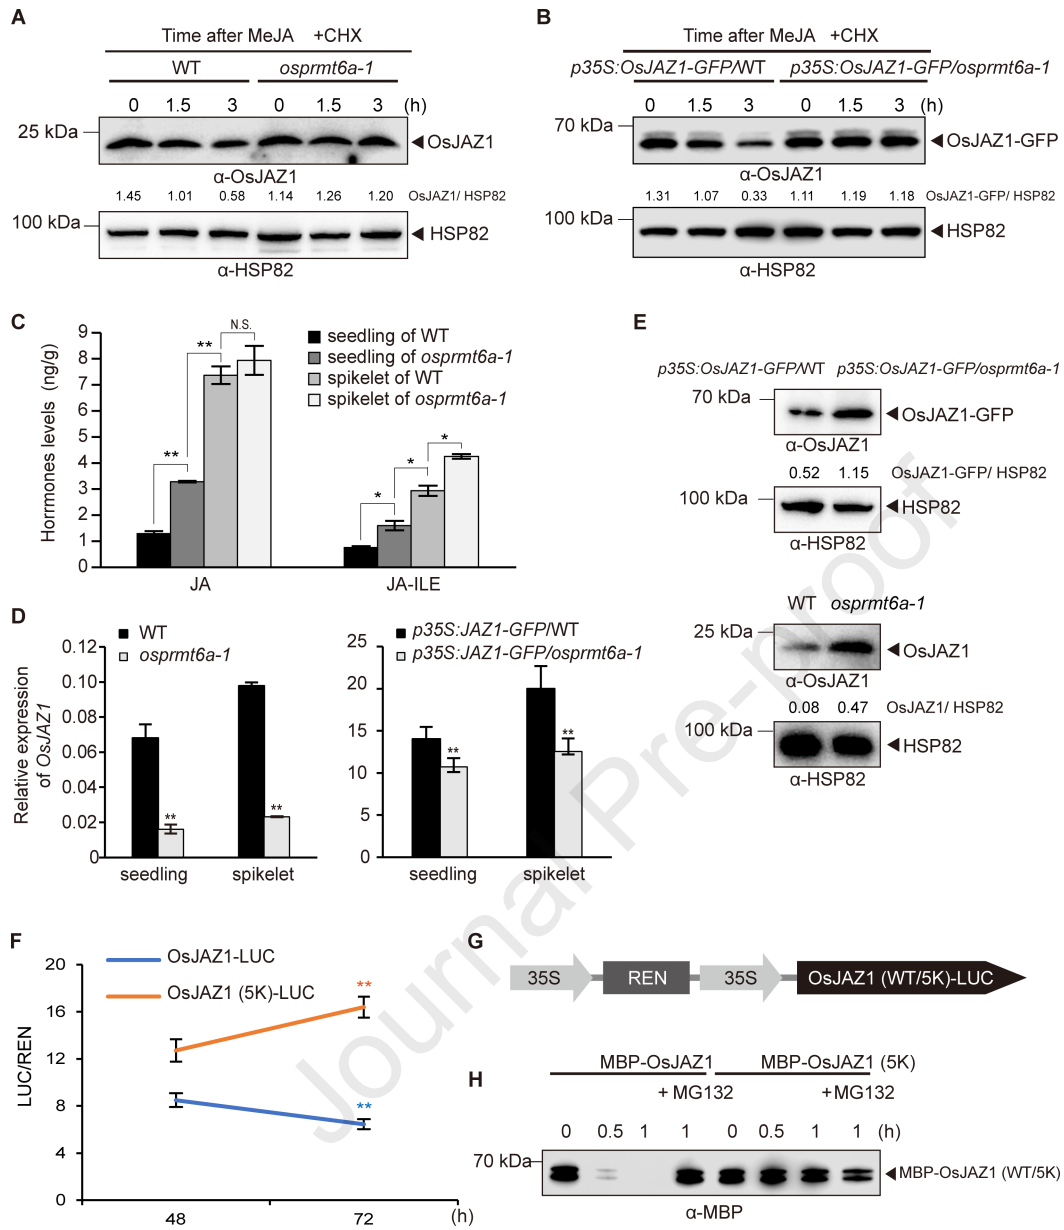 A
Time after MeJA +CHX
WT osprmt6a-1
0 1.5 3 0 1.5 3 (h)
25 kDa
OsJAZ1
α-OsJAZ1
1.45 1.01 0.58 1.14 1.26 1.20 OsJAZ1/ HSP82
100 kDa
HSP82
α-HSP82
B
Time after MeJA +CHX
p35S:OsJAZ1-GFP/WT p35S:OsJAZ1-GFP/osprmt6a-1
0 1.5 3 0 1.5 3 (h)
70 kDa
OsJAZ1-GFP
α-OsJAZ1
1.31 1.07 0.33 1.11 1.19 1.18 OsJAZ1-GFP/ HSP82
100 kDa
HSP82
α-HSP82
C
Horrmones levels (ng/g)
9
8
7
6
5
4
3
2
1
0
** ** N.S.
* * *
seedling of WT
seedling of osprmt6a-1
spikelet of WT
spikelet of osprmt6a-1
JA JA-ILE
D
Relative expression
of OsJAZ1
WT
osprmt6a-1
0.12
0.10
0.08
0.06
0.04
0.02
0
** **
seedling spikelet
p35S:JAZ1-GFP/WT
p35S:JAZ1-GFP/osprmt6a-1
25
20
15
10
5
0
** **
seedling spikelet
E
p35S:OsJAZ1-GFP/WT p35S:OsJAZ1-GFP/osprmt6a-1
70 kDa
OsJAZ1-GFP
α-OsJAZ1
0.52 1.15 OsJAZ1-GFP/ HSP82
100 kDa
HSP82
α-HSP82
WT osprmt6a-1
25 kDa
OsJAZ1
α-OsJAZ1
0.08 0.47 OsJAZ1/ HSP82
100 kDa
HSP82
α-HSP82
F
OsJAZ1-LUC
OsJAZ1 (5K)-LUC
LUC/REN
20
16
12
8
4
0
**
**
48 72 (h)
G
35S REN 35S OsJAZ1 (WT/5K)-LUC
H
MBP-OsJAZ1 MBP-OsJAZ1 (5K)
+ MG132 + MG132
0 0.5 1 1 0 0.5 1 1 (h)
70 kDa
MBP-OsJAZ1 (WT/5K)
α-MBP
Journal Pre-proof